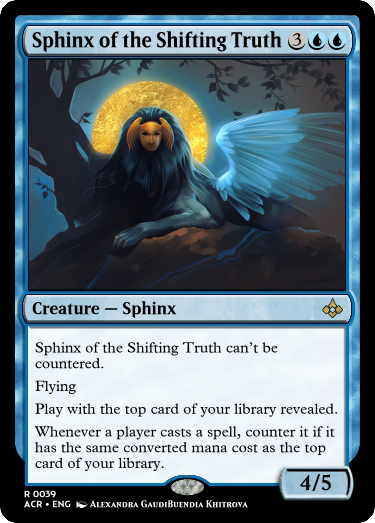 Sphinx of the Shifting Truth 3
Creature — Sphinx
Sphinx of the Shifting Truth can't be
countered.
Flying
Play with the top card of your library revealed.
Whenever a player casts a spell, counter it if it
has the same converted mana cost as the top
card of your library.
4/5
R 0039
ACR • ENG Alexandra GaudiBuendia Khitrova